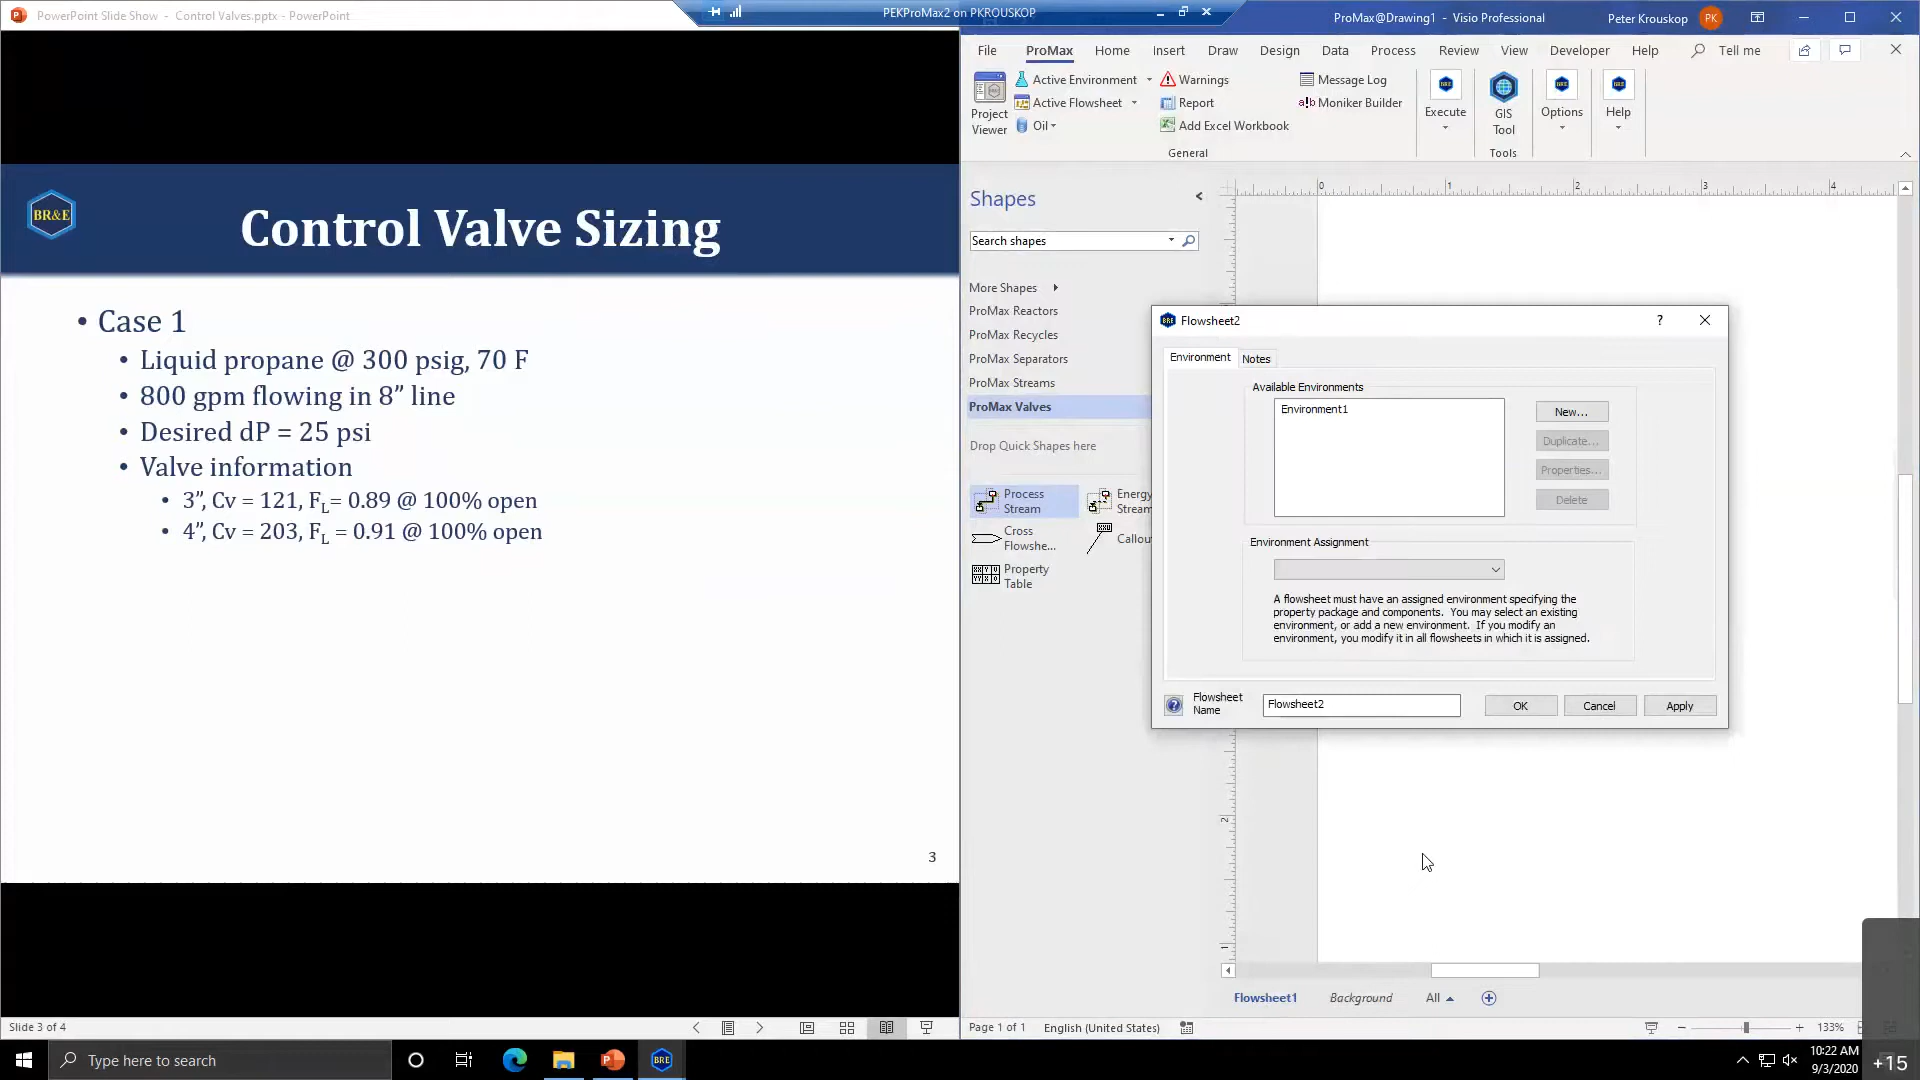 PowerPoint Slide Show - Control Valves.pptx - PowerPoint
PEKProMax2 on PKROUSKOP
ProMax@Drawing1 - Visio Professional
Peter Krouskop
PK
BR&E
Control Valve Sizing
• Case 1
• Liquid propane @ 300 psig, 70 F
• 800 gpm flowing in 8” line
• Desired dP = 25 psi
• Valve information
• 3”, Cv = 121, FL= 0.89 @ 100% open
• 4”, Cv = 203, FL = 0.91 @ 100% open
3
Slide 3 of 4
File
ProMax
Home
Insert
Draw
Design
Data
Process
Review
View
Developer
Help
Tell me
Project
Viewer
Active Environment
Active Flowsheet
Oil
Warnings
Report
Add Excel Workbook
Message Log
a!b Moniker Builder
General
Execute
GIS
Tool
Tools
Options
Help
Shapes
Search shapes
More Shapes
ProMax Reactors
ProMax Recycles
ProMax Separators
ProMax Streams
ProMax Valves
Drop Quick Shapes here
Process
Stream
Energy
Stream
Cross
Flowshe...
Callou
Property
Table
0
1
2
3
4
2
1
BRE
Flowsheet2
?
Environment
Notes
Available Environments
Environment1
New...
Duplicate...
Properties...
Delete
Environment Assignment
A flowsheet must have an assigned environment specifying the
property package and components. You may select an existing
environment, or add a new environment. If you modify an
environment, you modify it in all flowsheets in which it is assigned.
Flowsheet
Name
Flowsheet2
OK
Cancel
Apply
Flowsheet1
Background
All
Page 1 of 1
English (United States)
133%
Type here to search
BRE
10:22 AM
9/3/2020
+15